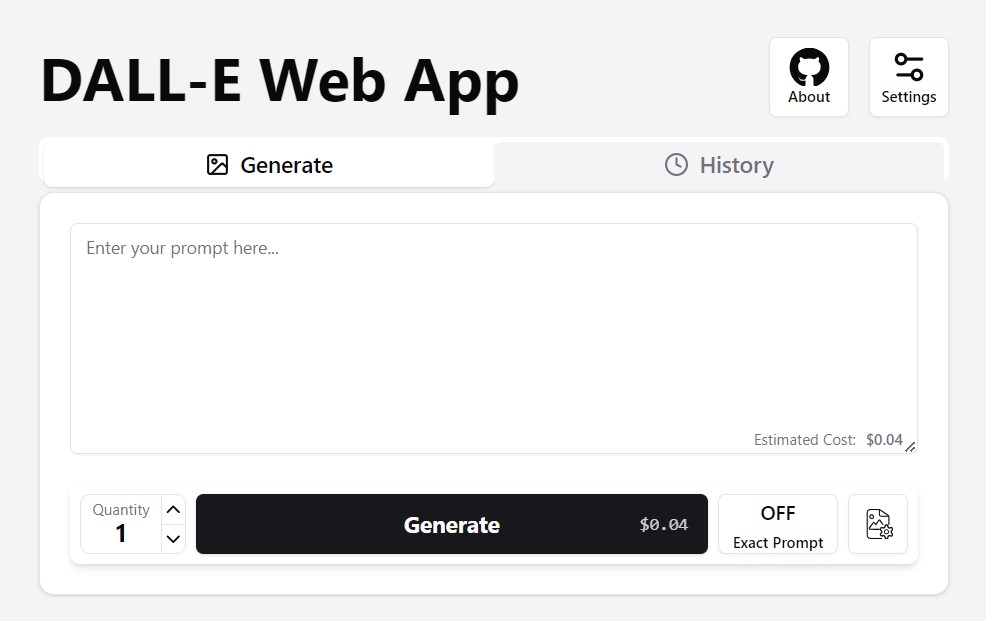 DALL-E Web App
About
Settings
Generate
History
Enter your prompt here...
Estimated Cost: $0.04
Quantity
1
Generate
$0.04
OFF
Exact Prompt